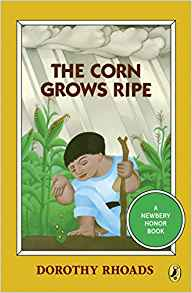 THE CORN
GROWS RIPE
A
NEWBERY
HONOR
BOOK
DOROTHY RHOADS